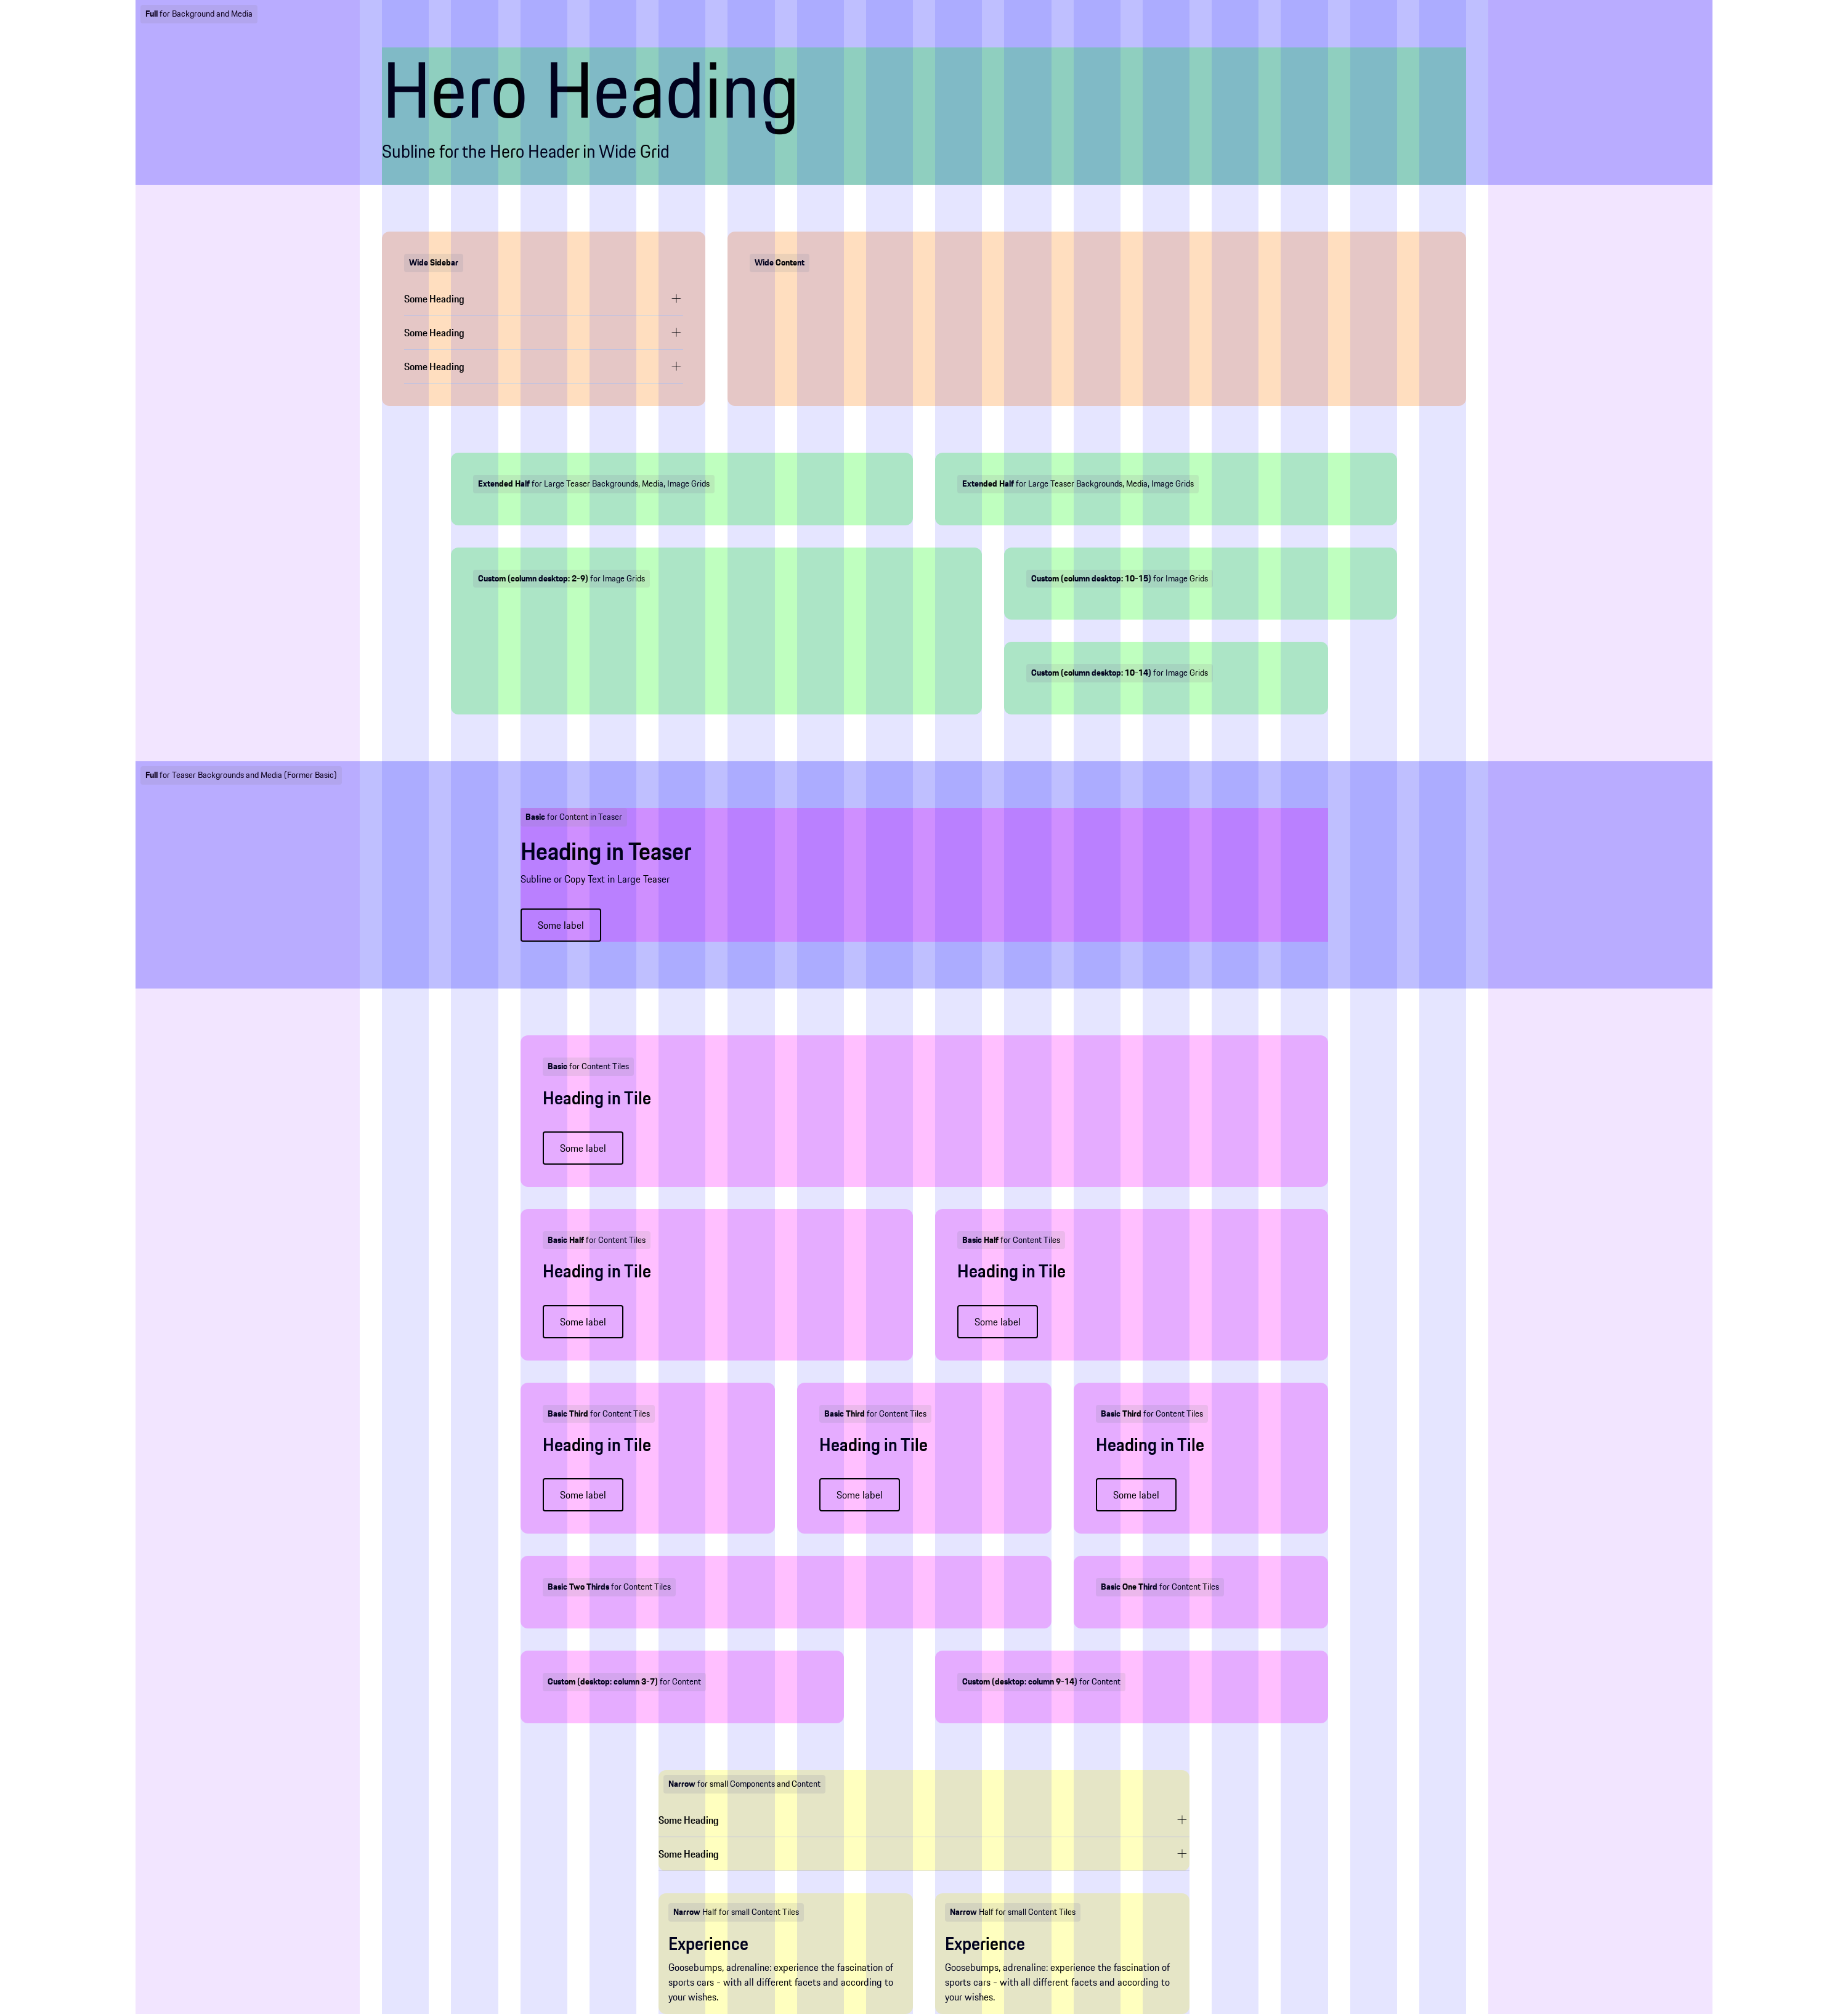 Full for Background and Media
Hero Heading
Subline for the Hero Header in Wide Grid
Wide Sidebar
Some Heading
Some Heading
Some Heading
Wide Content
Extended Half for Large Teaser Backgrounds, Media, Image Grids
Extended Half for Large Teaser Backgrounds, Media, Image Grids
Custom (column desktop: 2-9) for Image Grids
Custom (column desktop: 10-15) for Image Grids
Custom (column desktop: 10-14) for Image Grids
Full for Teaser Backgrounds and Media (Former Basic)
Basic for Content in Teaser
Heading in Teaser
Subline or Copy Text in Large Teaser
Some label
Basic for Content Tiles
Heading in Tile
Some label
Basic Half for Content Tiles
Heading in Tile
Some label
Basic Half for Content Tiles
Heading in Tile
Some label
Basic Third for Content Tiles
Heading in Tile
Some label
Basic Third for Content Tiles
Heading in Tile
Some label
Basic Third for Content Tiles
Heading in Tile
Some label
Basic Two Thirds for Content Tiles
Basic One Third for Content Tiles
Custom (desktop: column 3-7) for Content
Custom (desktop: column 9-14) for Content
Narrow for small Components and Content
Some Heading
Some Heading
Narrow Half for small Content Tiles
Experience
Goosebumps, adrenaline: experience the fascination of
sports cars - with all different facets and according to
your wishes.
Narrow Half for small Content Tiles
Experience
Goosebumps, adrenaline: experience the fascination of
sports cars - with all different facets and according to
your wishes.